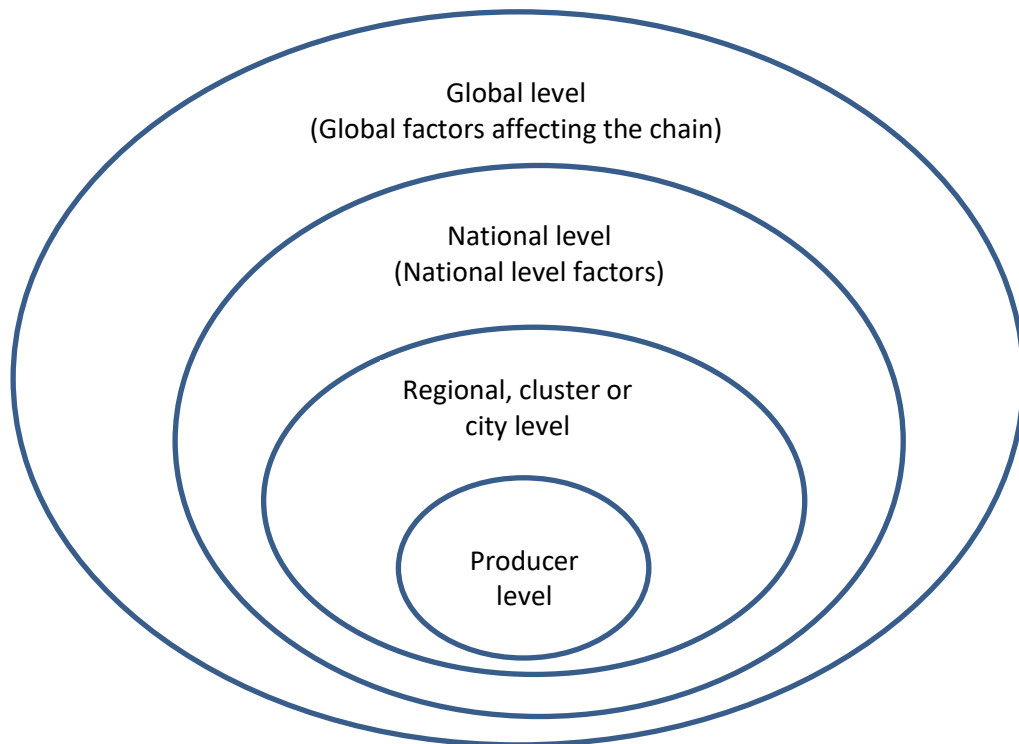 Global level
(Global factors affecting the chain)
National level
(National level factors)
Regional, cluster or
city level
Producer
level